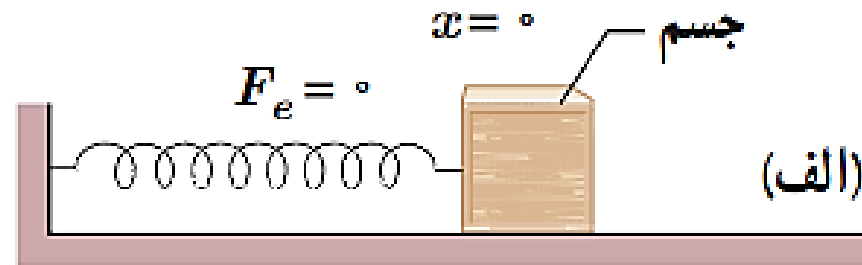 x = ۰
جسم
F_e = ۰
(الف)